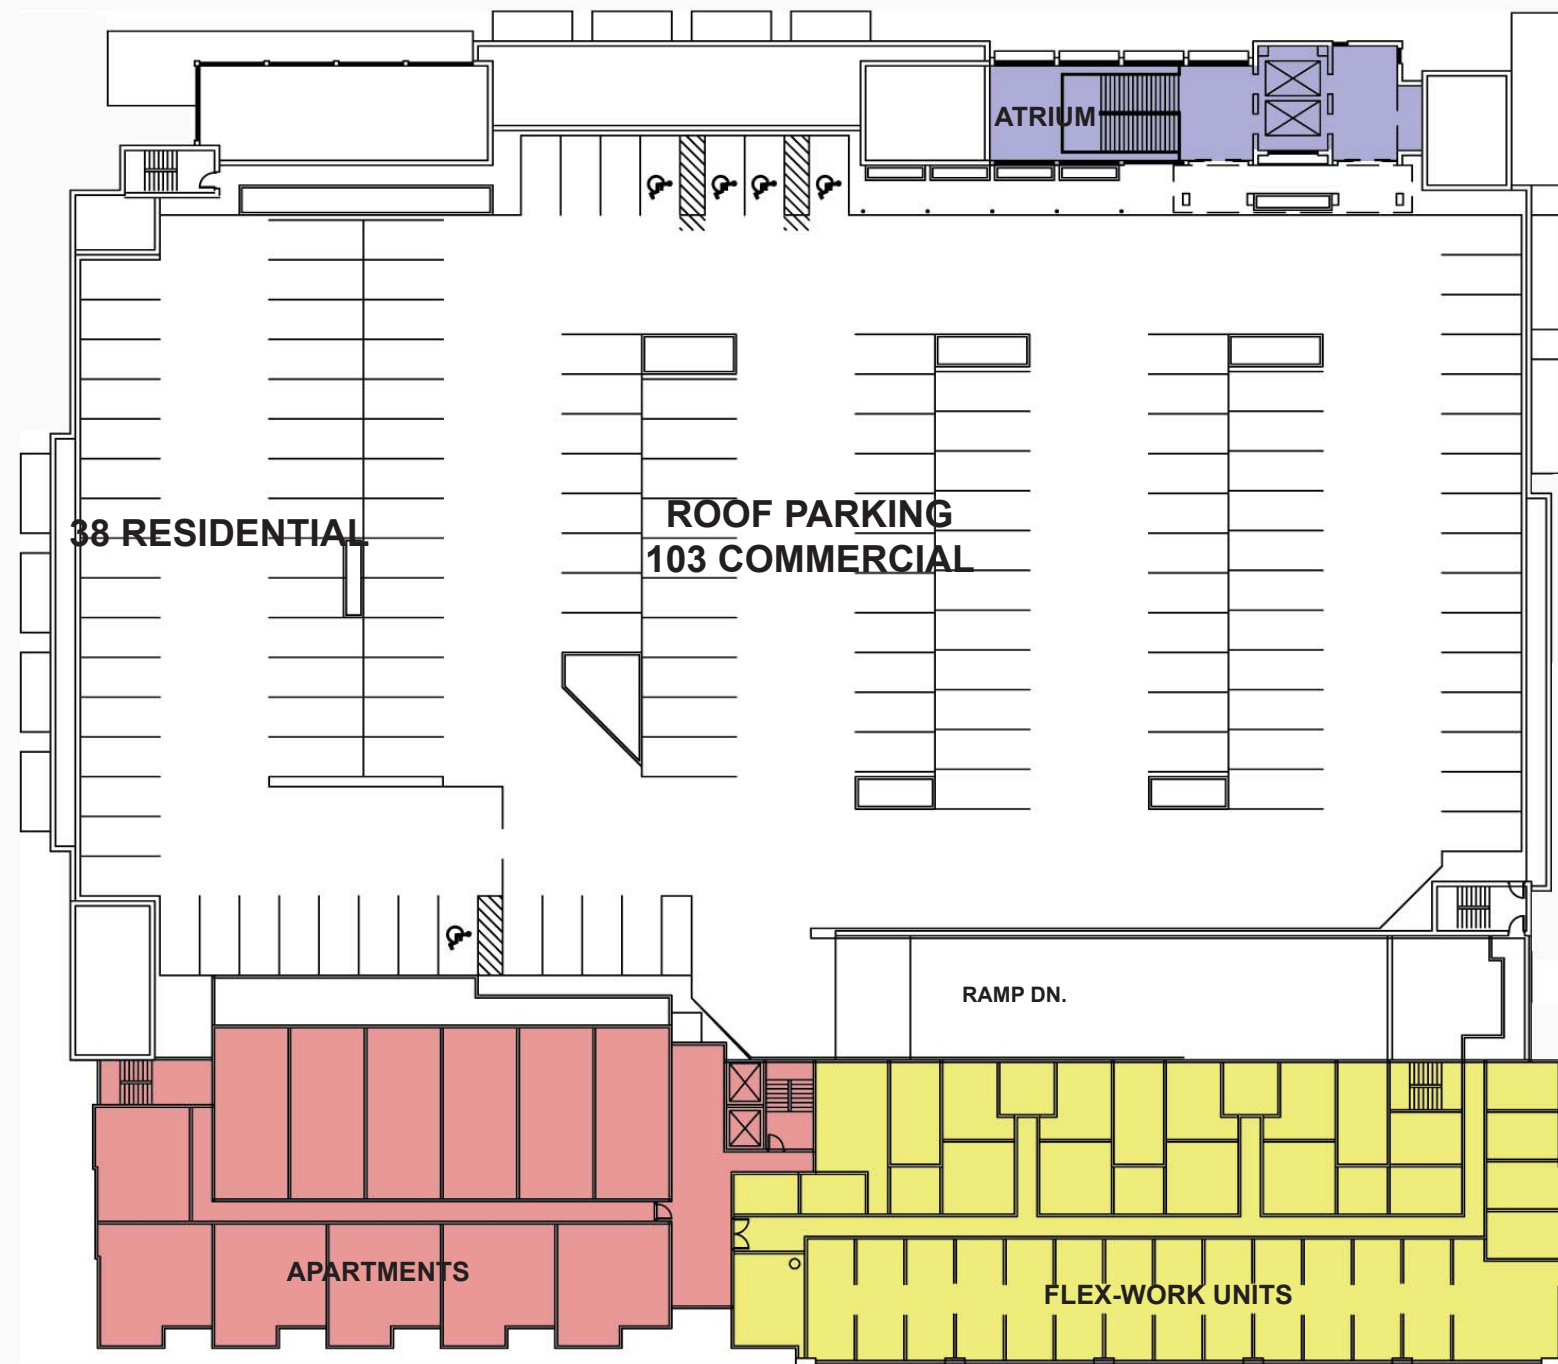 ATRIUM
38 RESIDENTIAL
ROOF PARKING
103 COMMERCIAL
RAMP DN.
APARTMENTS
FLEX-WORK UNITS